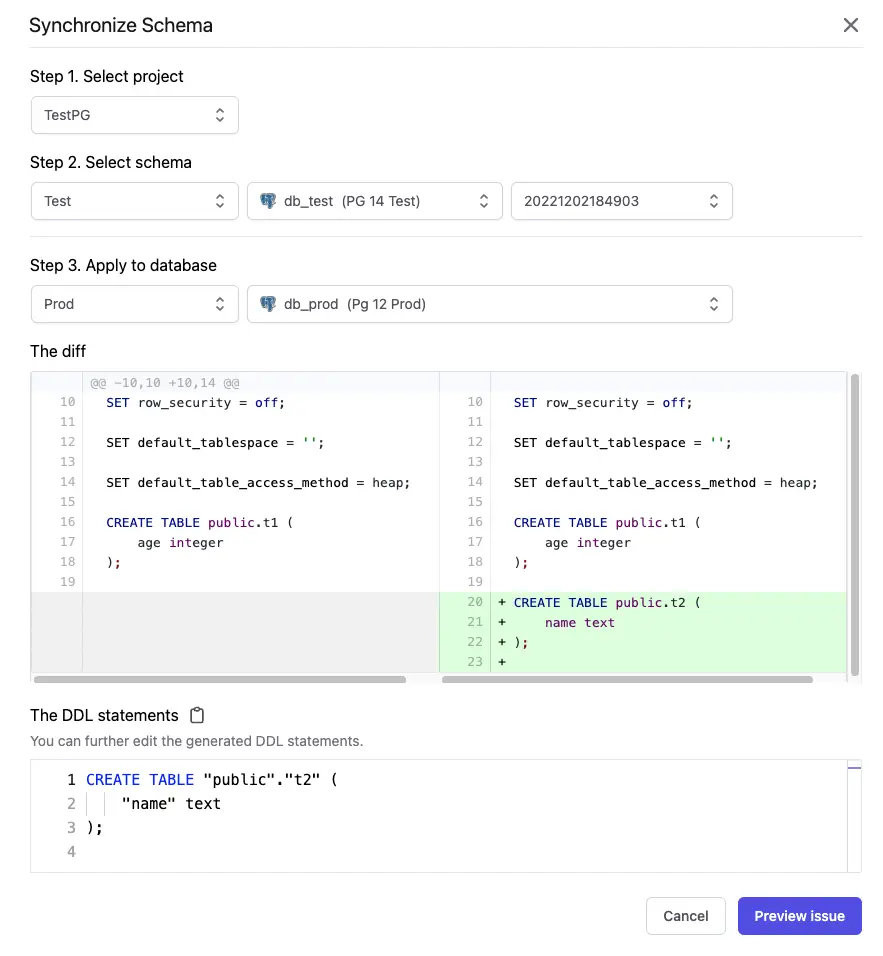 Synchronize Schema
Step 1. Select project
TestPG
Step 2. Select schema
Test
db_test (PG 14 Test)
20221202184903
Step 3. Apply to database
Prod
db_prod (Pg 12 Prod)
The diff
@@ -10,10 +10,14 @@
10 SET row_security = off;
11
12 SET default_tablespace = '';
13
14 SET default_table_access_method = heap;
15
16 CREATE TABLE public.t1 (
17     age integer
18 );
19
10 SET row_security = off;
11
12 SET default_tablespace = '';
13
14 SET default_table_access_method = heap;
15
16 CREATE TABLE public.t1 (
17     age integer
18 );
19
20 + CREATE TABLE public.t2 (
21 +     name text
22 + );
23 +
The DDL statements
You can further edit the generated DDL statements.
1 CREATE TABLE "public"."t2" (
2     "name" text
3 );
4
Cancel
Preview issue